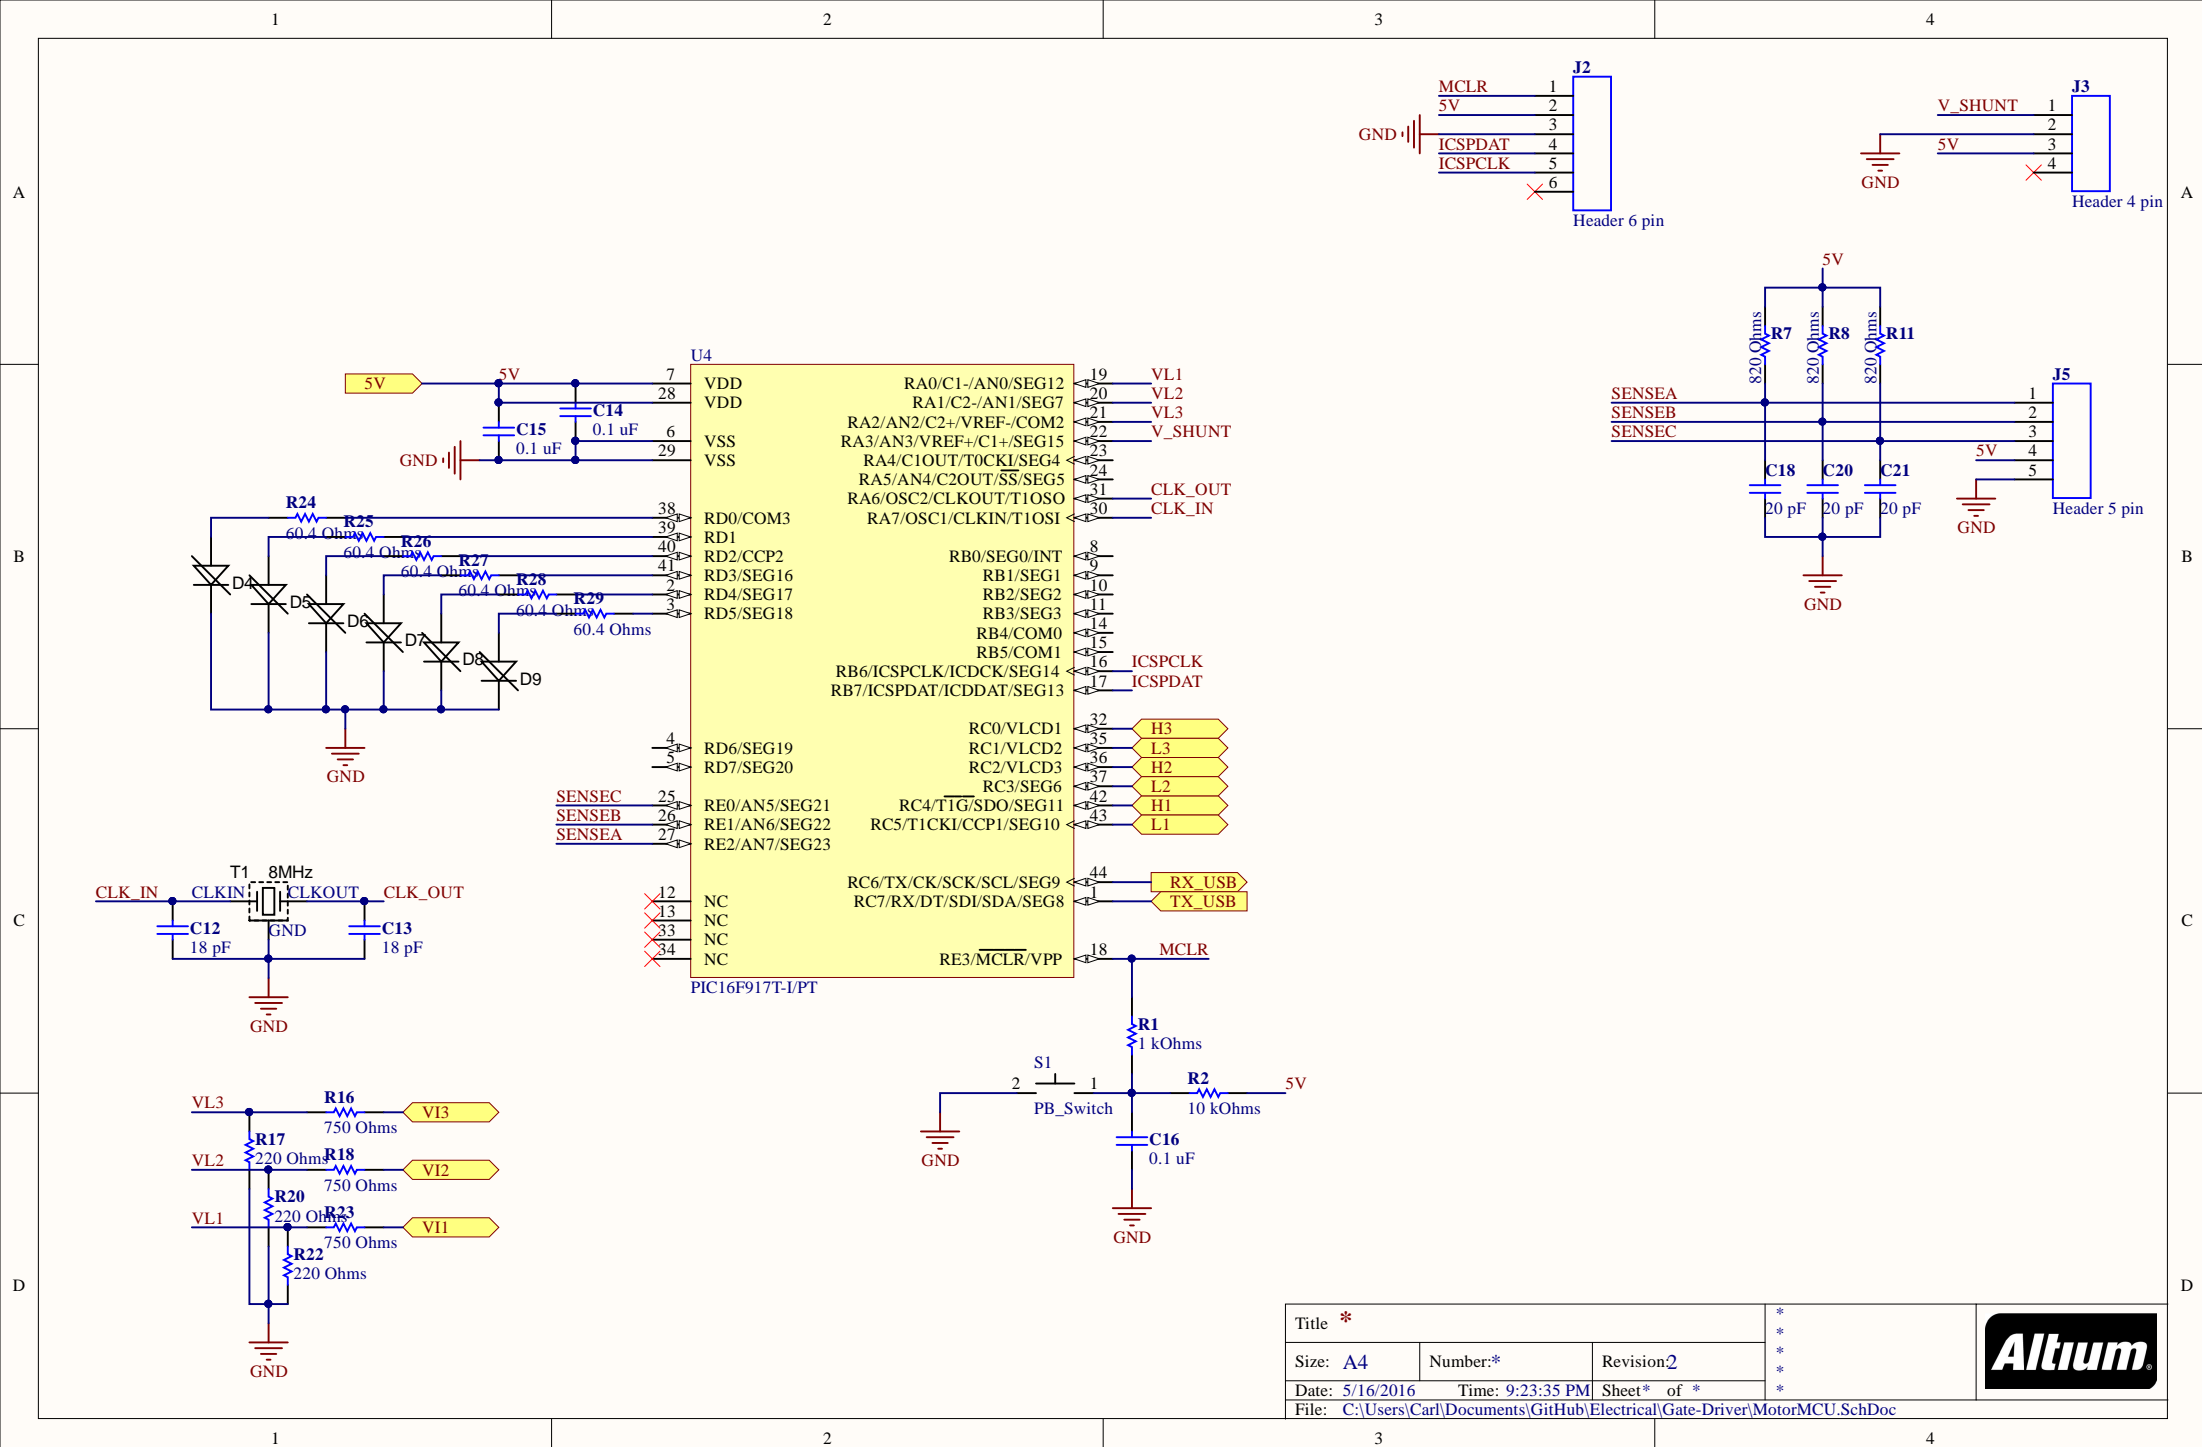 1 2 3 4
A A
B B
C C
D D
1 2 3 4
J2
MCLR 1
5V 2
GND 3
ICSPDAT 4
ICSPCLK 5
6
Header 6 pin
J3
V_SHUNT 1
2
5V 3
4
GND
Header 4 pin
5V
R7 820 Ohms
R8 820 Ohms
R11 820 Ohms
J5
SENSEA 1
SENSEB 2
SENSEC 3
5V 4
5
GND
Header 5 pin
C18 20 pF
C20 20 pF
C21 20 pF
GND
U4
5V 5V 7 VDD
28 VDD
C14
0.1 uF
C15
0.1 uF
6 VSS
GND 29 VSS
R24 60.4 Ohms 38 RD0/COM3
R25 60.4 Ohms 39 RD1
R26 60.4 Ohms 40 RD2/CCP2
R27 60.4 Ohms 41 RD3/SEG16
R28 60.4 Ohms 2 RD4/SEG17
R29 60.4 Ohms 3 RD5/SEG18
D4
D5
D6
D7
D8
D9
GND
4 RD6/SEG19
5 RD7/SEG20
SENSEC 25 RE0/AN5/SEG21
SENSEB 26 RE1/AN6/SEG22
SENSEA 27 RE2/AN7/SEG23
12 NC
13 NC
33 NC
34 NC
RA0/C1-/AN0/SEG12 19 VL1
RA1/C2-/AN1/SEG7 20 VL2
RA2/AN2/C2+/VREF-/COM2 21 VL3
RA3/AN3/VREF+/C1+/SEG15 22 V_SHUNT
RA4/C1OUT/T0CKI/SEG4 23
RA5/AN4/C2OUT/SS/SEG5 24
RA6/OSC2/CLKOUT/T1OSO 31 CLK_OUT
RA7/OSC1/CLKIN/T1OSI 30 CLK_IN
RB0/SEG0/INT 8
RB1/SEG1 9
RB2/SEG2 10
RB3/SEG3 11
RB4/COM0 14
RB5/COM1 15
RB6/ICSPCLK/ICDCK/SEG14 16 ICSPCLK
RB7/ICSPDAT/ICDDAT/SEG13 17 ICSPDAT
RC0/VLCD1 32 H3
RC1/VLCD2 35 L3
RC2/VLCD3 36 H2
RC3/SEG6 37 L2
RC4/T1G/SDO/SEG11 42 H1
RC5/T1CKI/CCP1/SEG10 43 L1
RC6/TX/CK/SCK/SCL/SEG9 44 RX_USB
RC7/RX/DT/SDI/SDA/SEG8 1 TX_USB
RE3/MCLR/VPP 18 MCLR
PIC16F917T-I/PT
T1 8MHz
CLK_IN CLKIN CLKOUT CLK_OUT
GND
C12
18 pF
C13
18 pF
GND
R1
1 kOhms
S1
2 1
PB_Switch
R2
10 kOhms
5V
GND
C16
0.1 uF
GND
VL3 R16 750 Ohms VI3
R17
220 Ohms
VL2 R18 750 Ohms VI2
R20
220 Ohms
VL1 R23 750 Ohms VI1
R22
220 Ohms
GND
Title *
Size: A4 Number:* Revision:2
Date: 5/16/2016 Time: 9:23:35 PM Sheet* of *
File: C:\Users\Carl\Documents\GitHub\Electrical\Gate-Driver\MotorMCU.SchDoc
*
*
*
*
*
Altium